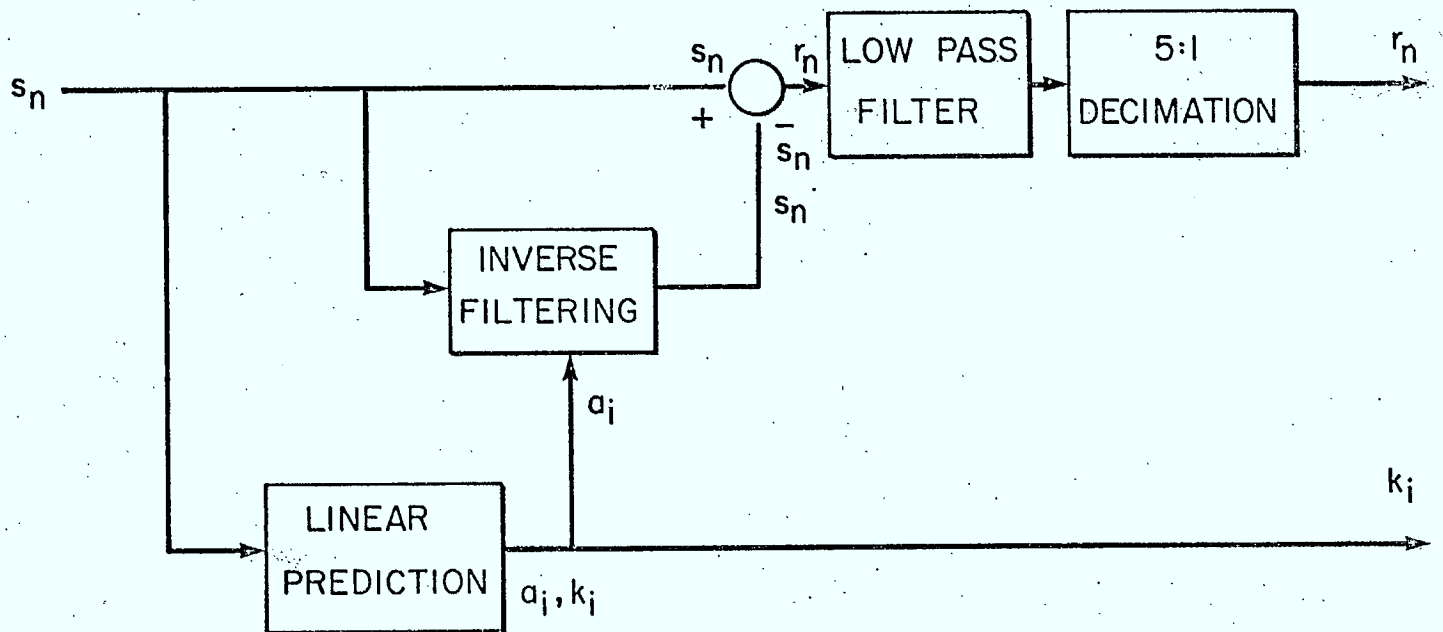 s_n
s_n
+
−
s_n
s_n
r_n
LOW PASS
FILTER
5:1
DECIMATION
r_n
INVERSE
FILTERING
a_i
k_i
LINEAR
PREDICTION
a_i, k_i